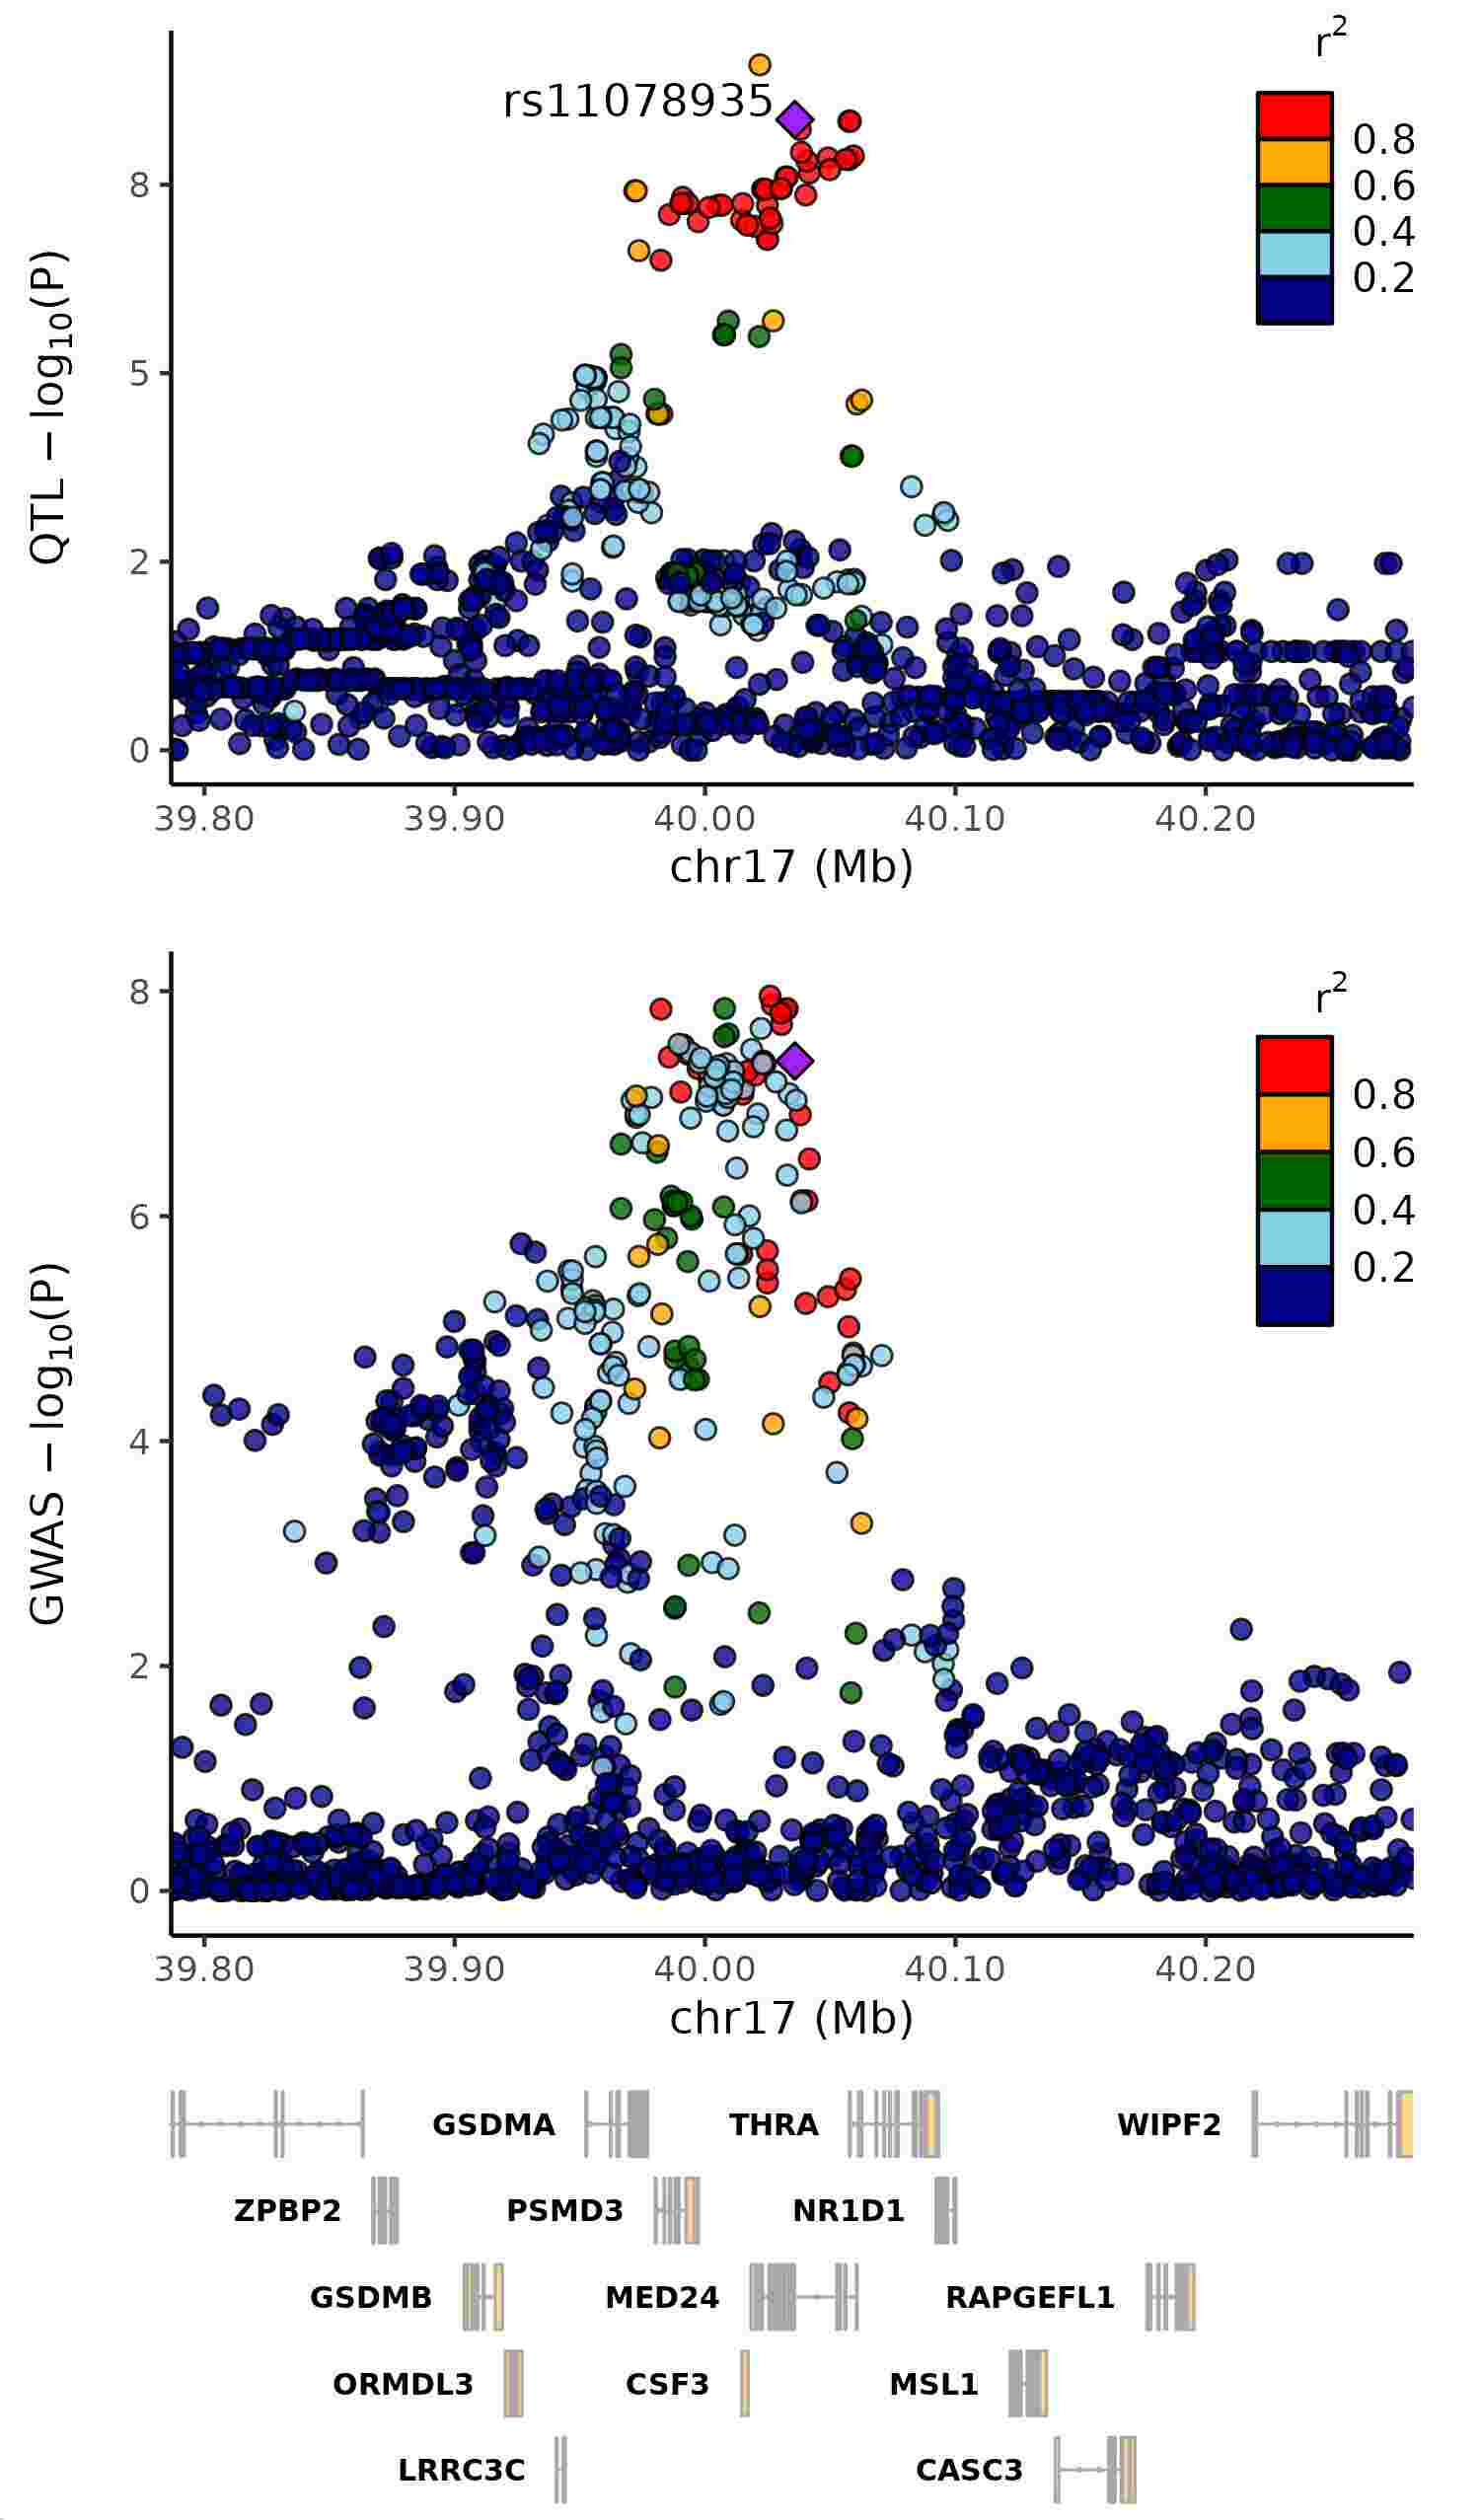 r²
rs11078935
0.8
0.6
0.4
0.2
8
5
2
0
QTL −log₁₀(P)
39.80 39.90 40.00 40.10 40.20
chr17 (Mb)
r²
0.8
0.6
0.4
0.2
8
6
4
2
0
GWAS −log₁₀(P)
39.80 39.90 40.00 40.10 40.20
chr17 (Mb)
GSDMA THRA WIPF2
ZPBP2 PSMD3 NR1D1
GSDMB MED24 RAPGEFL1
ORMDL3 CSF3 MSL1
LRRC3C CASC3